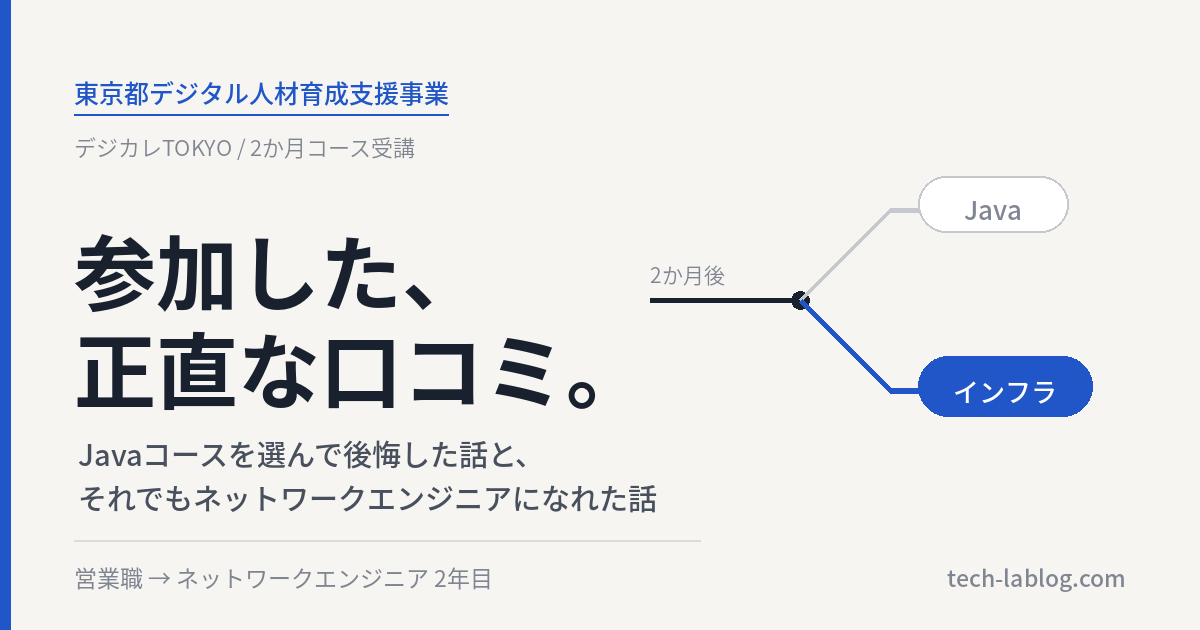 東京都デジタル人材育成支援事業
デジカレTOKYO / 2か月コース受講
参加した、
正直な口コミ。
Javaコースを選んで後悔した話と、
それでもネットワークエンジニアになれた話
2か月後
Java
インフラ
営業職 → ネットワークエンジニア 2年目
tech-lablog.com